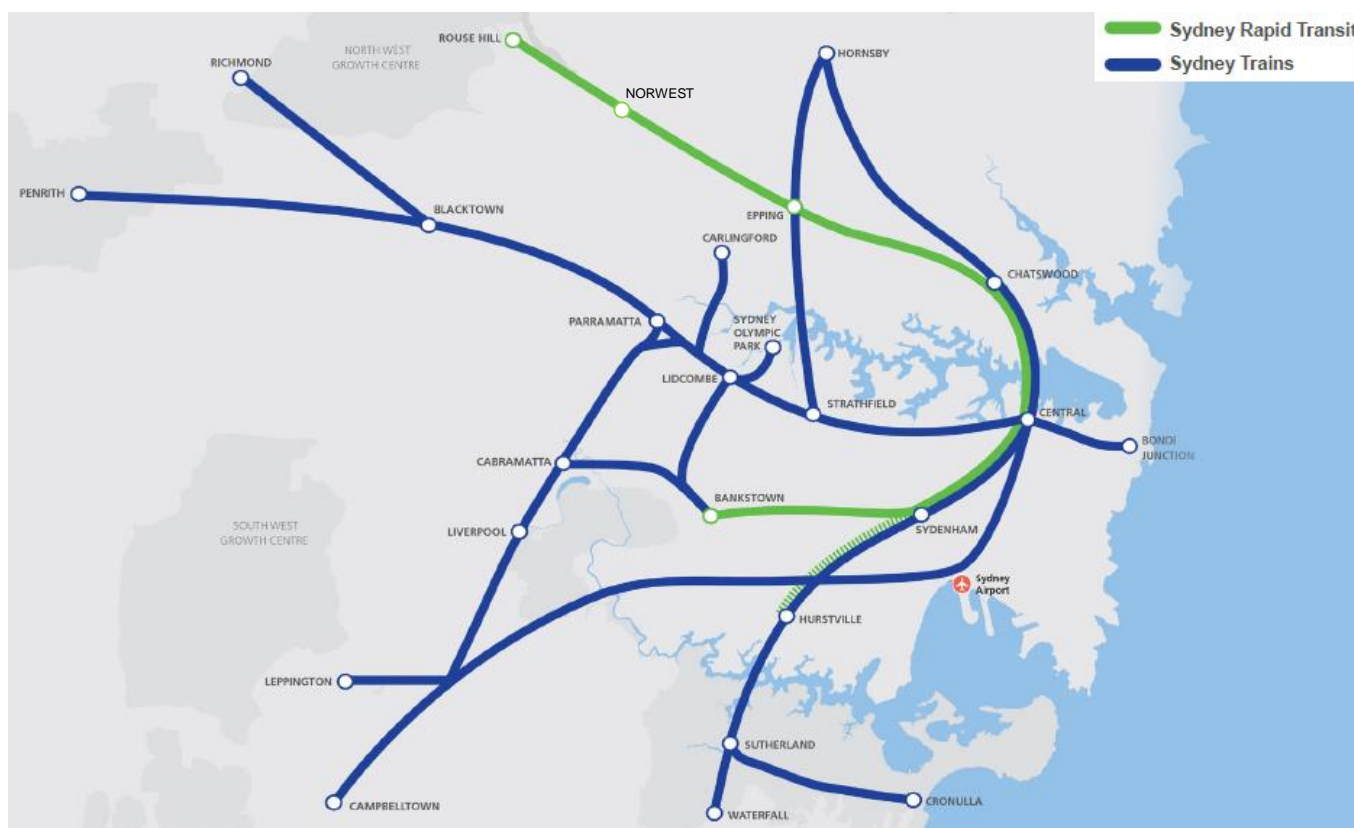 Sydney Rapid Transit
Sydney Trains
ROUSE HILL
HORNSBY
NORTH WEST
GROWTH CENTRE
RICHMOND
NORWEST
PENRITH
BLACKTOWN
EPPING
CARLINGFORD
CHATSWOOD
PARRAMATTA
SYDNEY
OLYMPIC
PARK
LIDCOMBE
STRATHFIELD
CENTRAL
BONDI
JUNCTION
CABRAMATTA
BANKSTOWN
SOUTH WEST
GROWTH CENTRE
LIVERPOOL
SYDENHAM
Sydney
Airport
HURSTVILLE
LEPPINGTON
SUTHERLAND
CAMPBELLTOWN
CRONULLA
WATERFALL